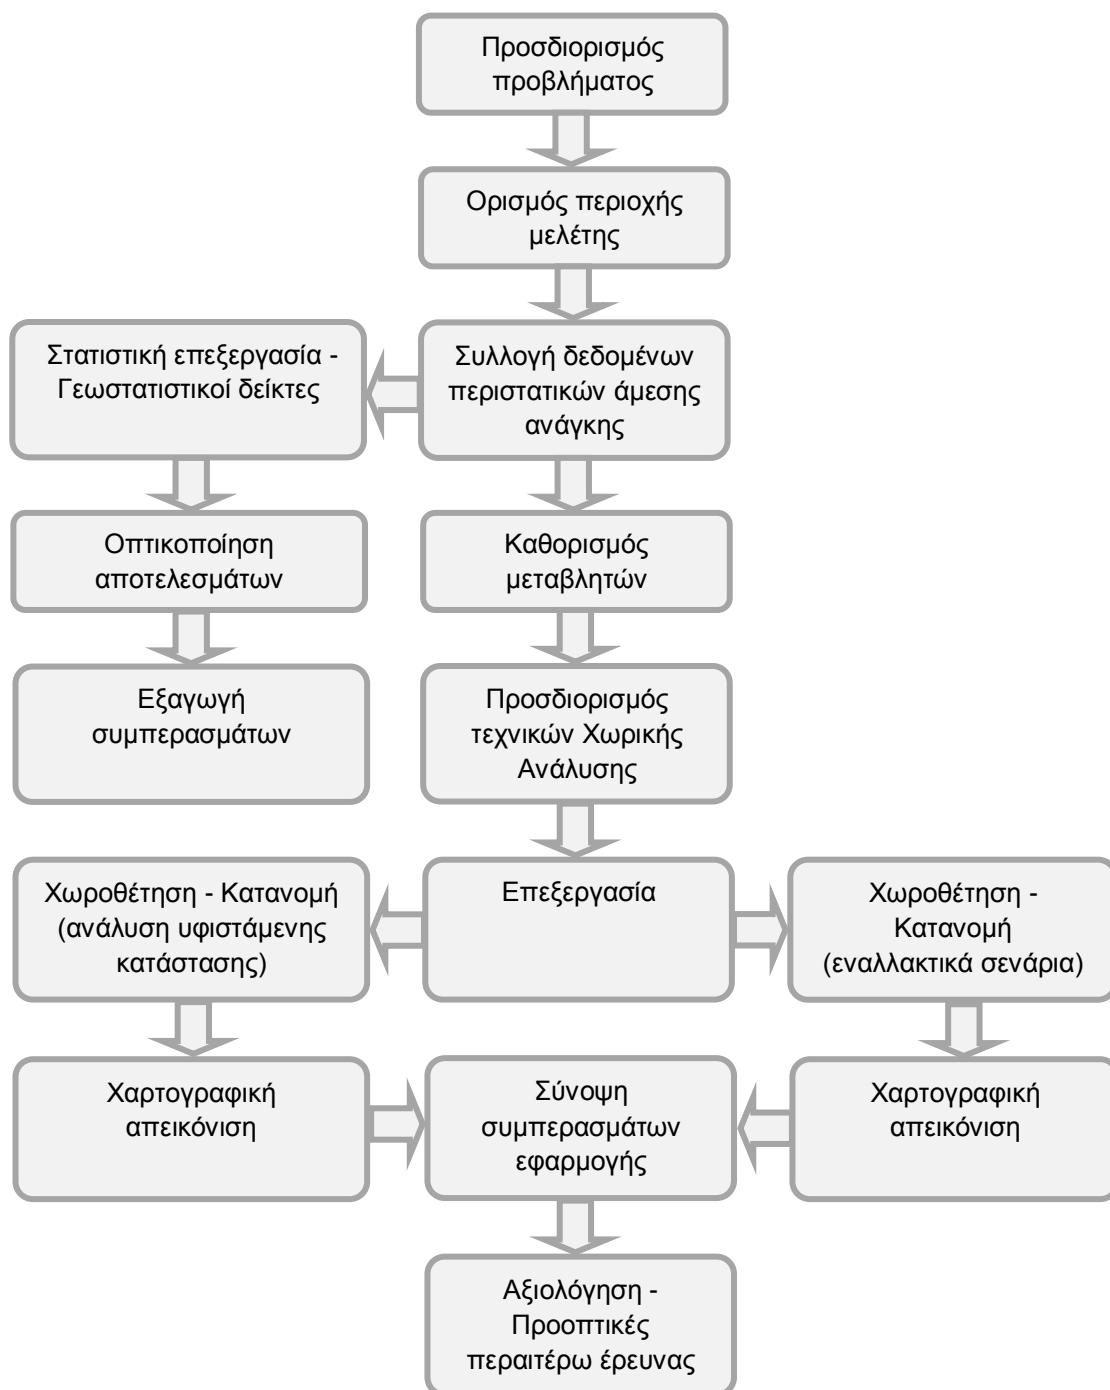 Προσδιορισμός
προβλήματος
Ορισμός περιοχής
μελέτης
Στατιστική επεξεργασία -
Γεωστατιστικοί δείκτες
Συλλογή δεδομένων
περιστατικών άμεσης
ανάγκης
Οπτικοποίηση
αποτελεσμάτων
Καθορισμός
μεταβλητών
Εξαγωγή
συμπερασμάτων
Προσδιορισμός
τεχνικών Χωρικής
Ανάλυσης
Χωροθέτηση - Κατανομή
(ανάλυση υφιστάμενης
κατάστασης)
Επεξεργασία
Χωροθέτηση -
Κατανομή
(εναλλακτικά σενάρια)
Χαρτογραφική
απεικόνιση
Σύνοψη
συμπερασμάτων
εφαρμογής
Χαρτογραφική
απεικόνιση
Αξιολόγηση -
Προοπτικές
περαιτέρω έρευνας